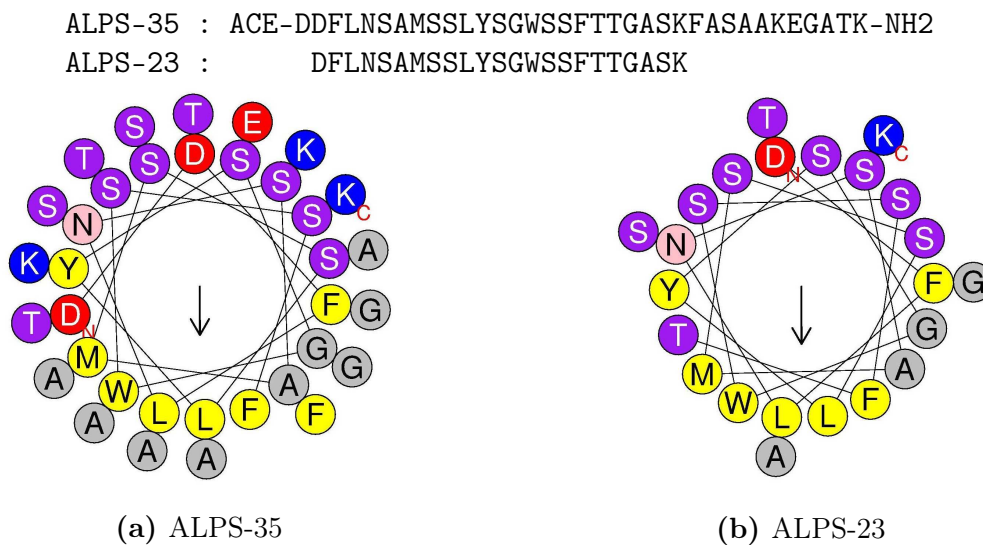 ALPS-35 : ACE-DDFLNSAMSSLYSGWSSFTTGASKFASAAKEGATK-NH2
ALPS-23 : DFLNSAMSSLYSGWSSFTTGASK
S T E
T S D S K
S S K C
S N S
K Y S A
T D N F G
A M G G
A W L L F A F
A A
(a) ALPS-35
T
D N S K C
S S
S S
S N S
Y F G
T G
M A
W L L F
A
(b) ALPS-23